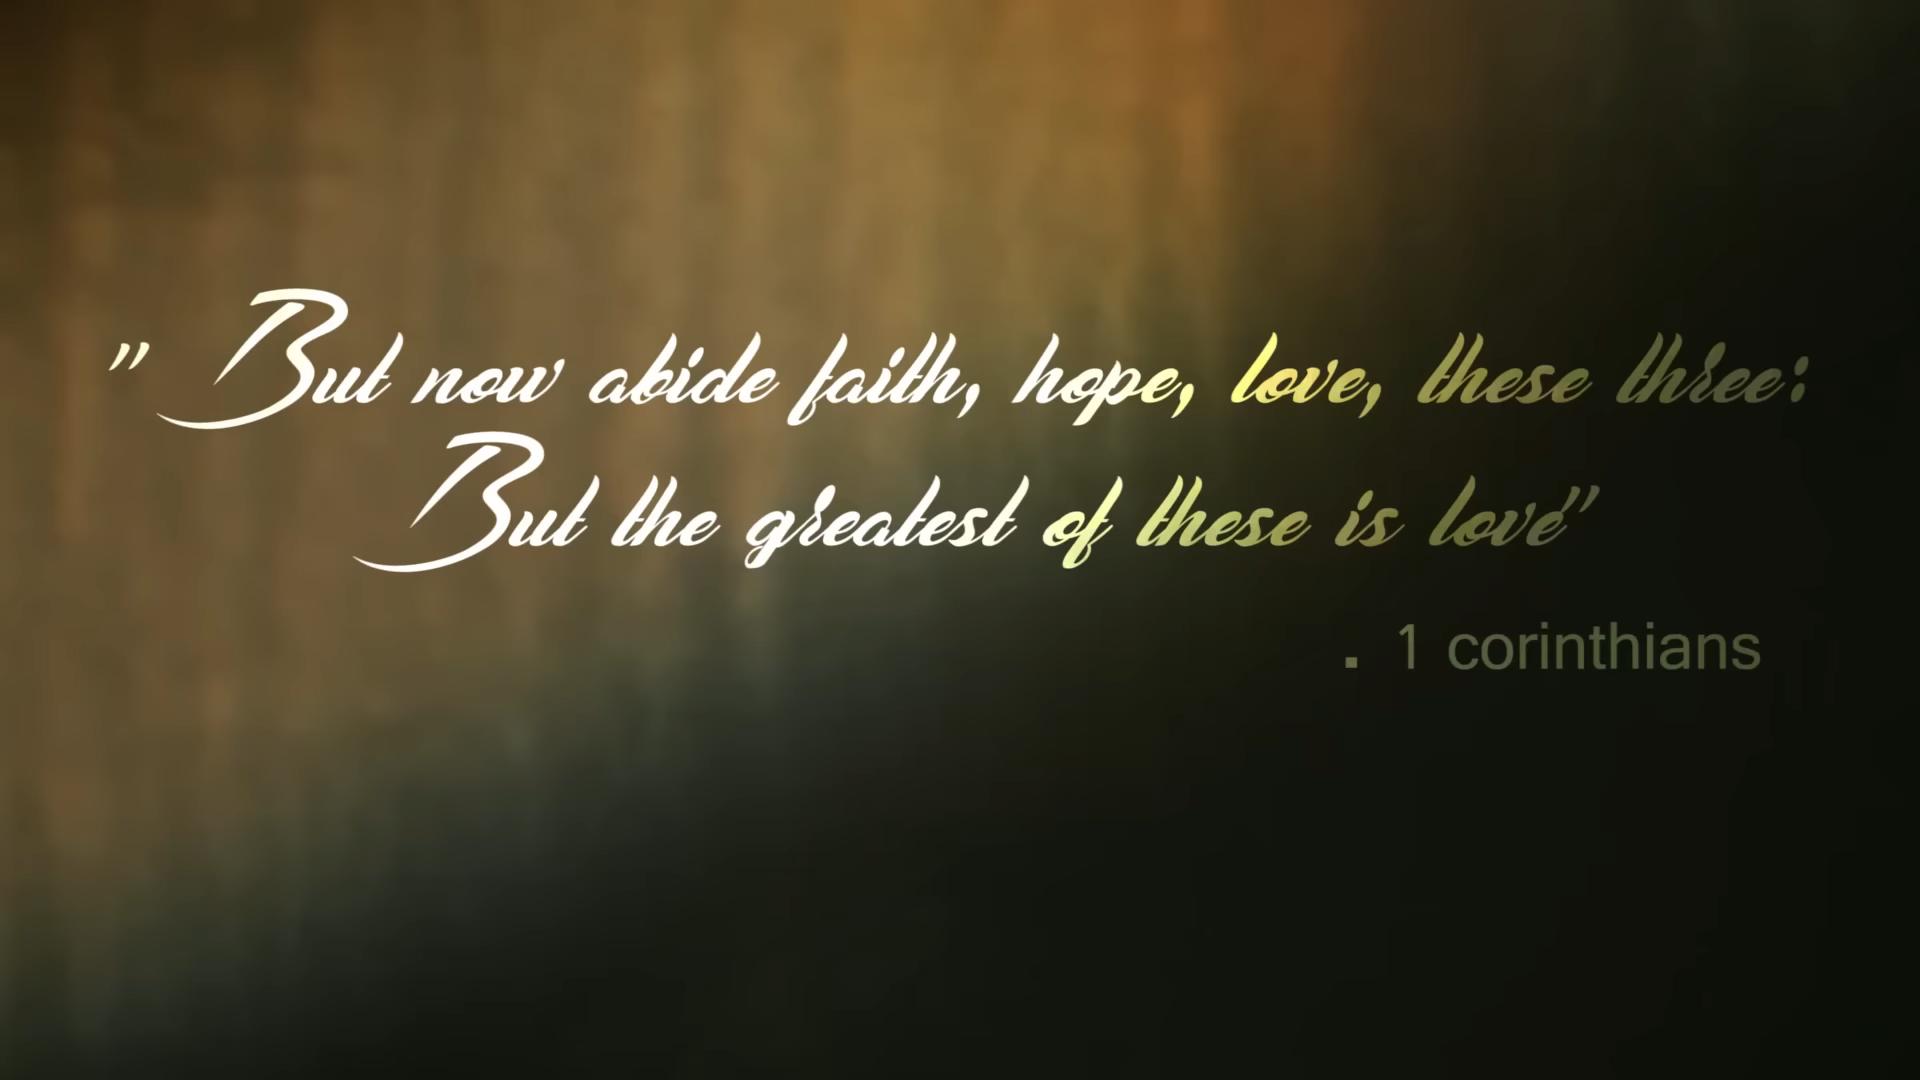 " But now abide faith, hope, love, these three:
But the greatest of these is love"
. 1 corinthians